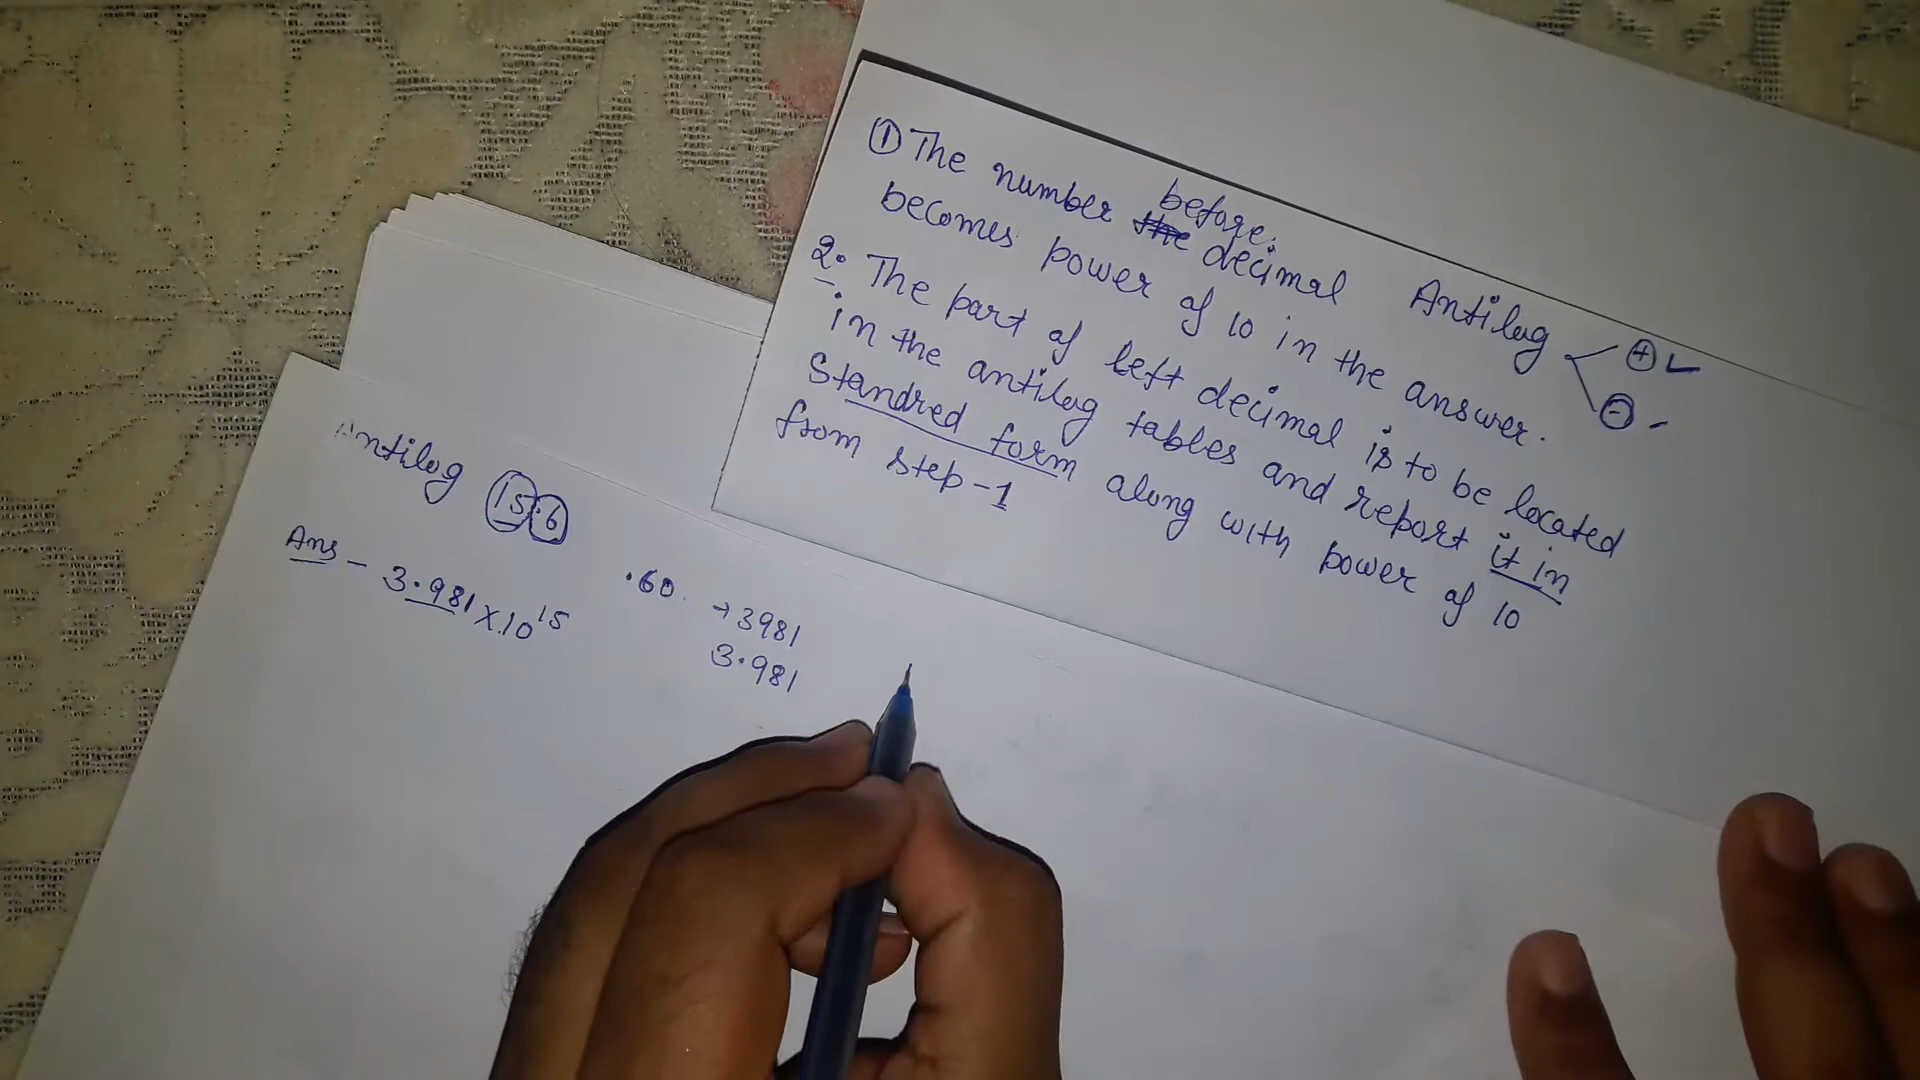 ① The number the before decimal
becomes power of 10 in the answer.
2. The part of left decimal is to be located
in the antilog tables and report it in
Standred form along with power of 10
from step-1
Antilog
+
-
Antilog 15.6
Ans - 3.981 X 10 15
.60 → 3981
3.981